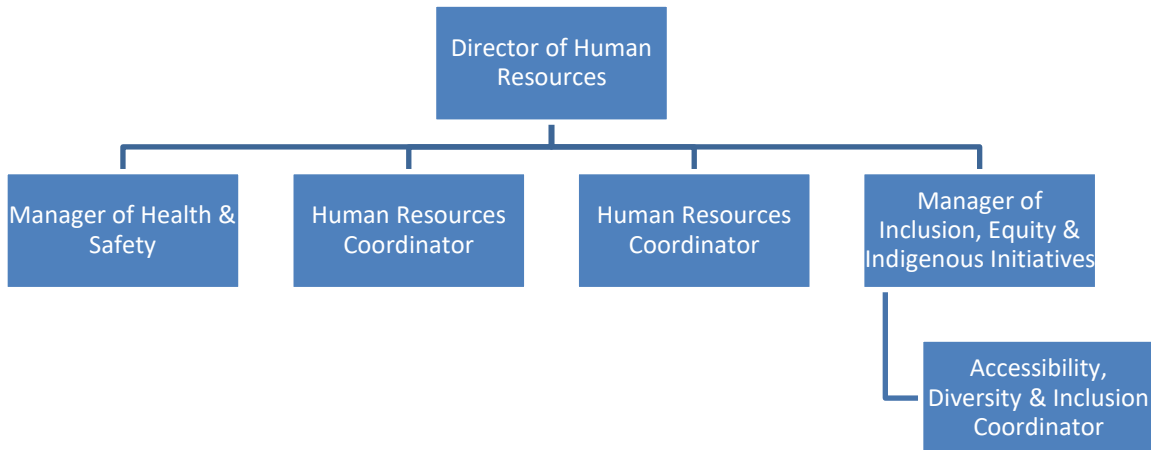 Director of Human
Resources
Manager of Health &
Safety
Human Resources
Coordinator
Human Resources
Coordinator
Manager of
Inclusion, Equity &
Indigenous Initiatives
Accessibility,
Diversity & Inclusion
Coordinator